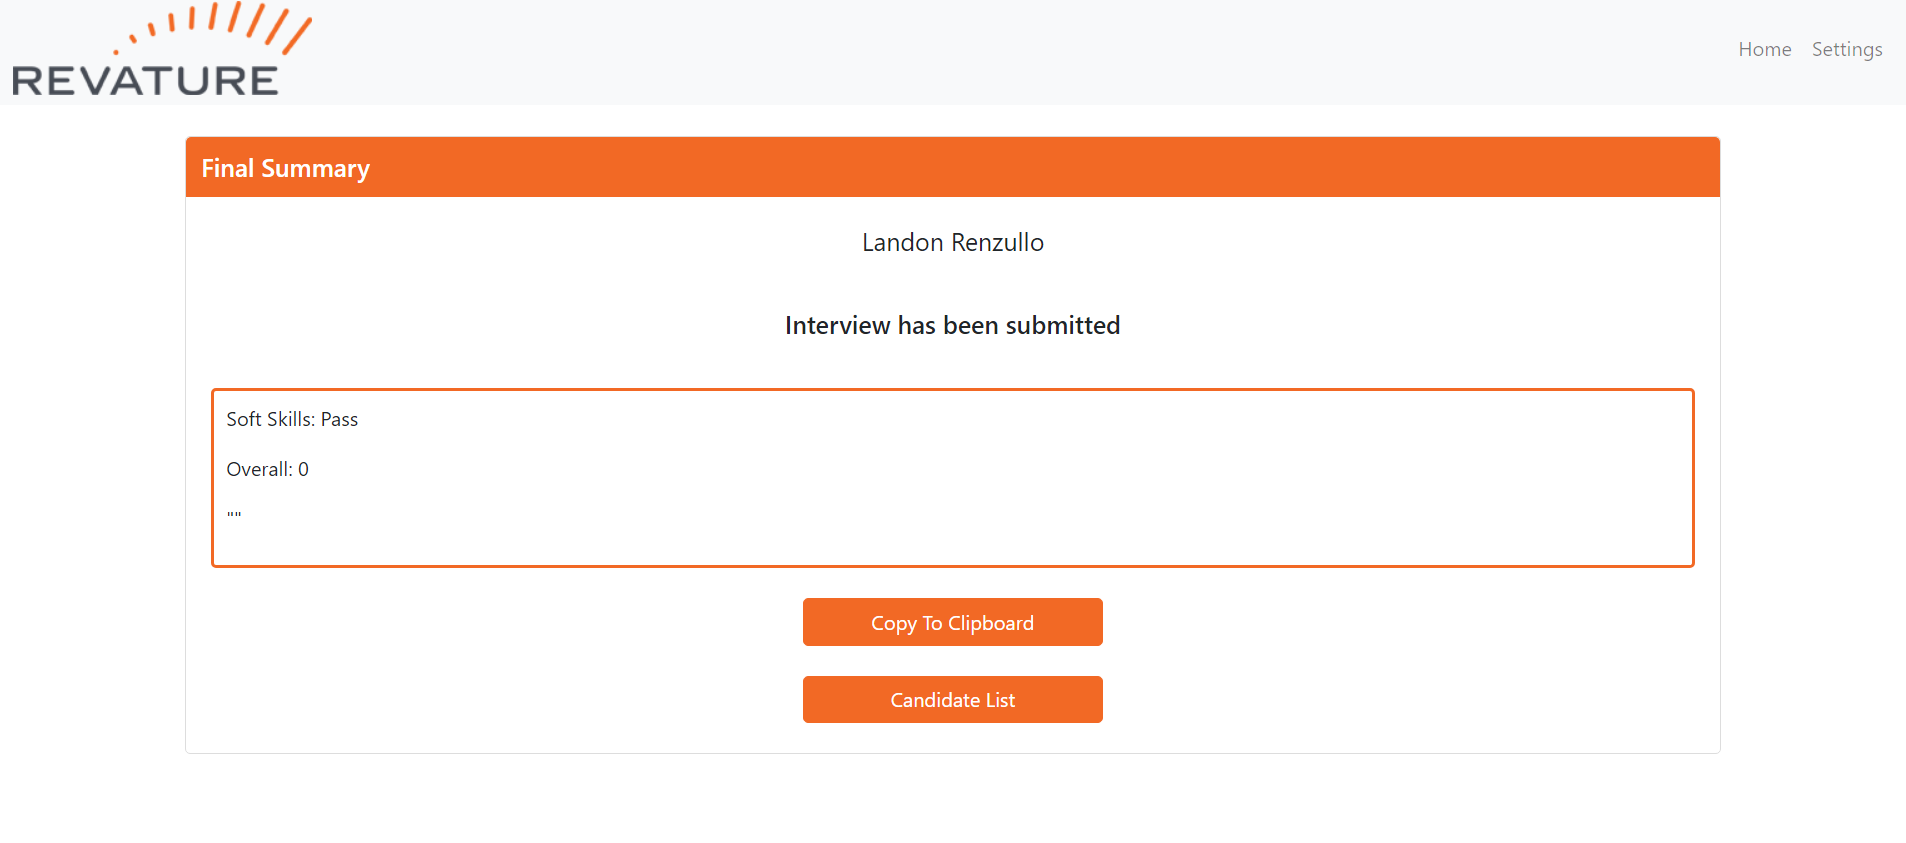 REVATURE
Home Settings
Final Summary
Landon Renzullo
Interview has been submitted
Soft Skills: Pass
Overall: 0
""
Copy To Clipboard
Candidate List